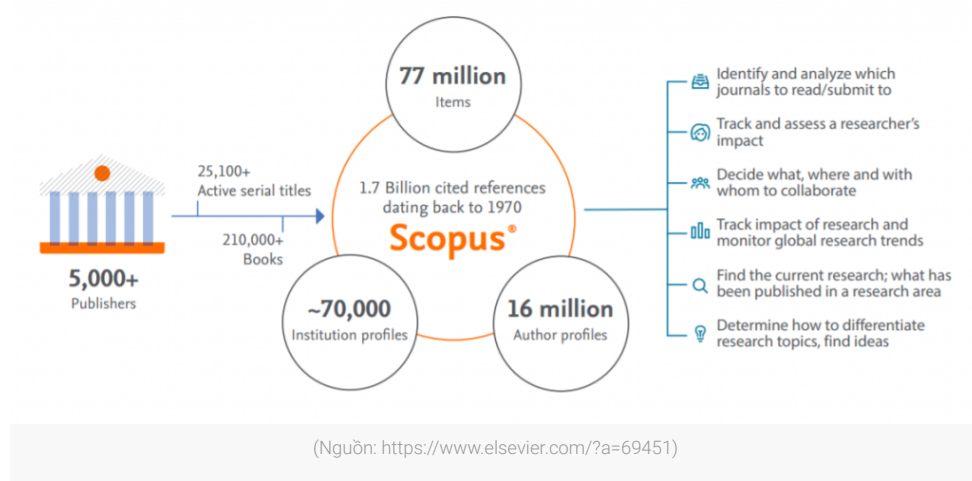 77 million
Items
25,100+
Active serial titles
210,000+
Books
5,000+
Publishers
1.7 Billion cited references
dating back to 1970
Scopus®
~70,000
Institution profiles
16 million
Author profiles
Identify and analyze which
journals to read/submit to
Track and assess a researcher's
impact
Decide what, where and with
whom to collaborate
Track impact of research and
monitor global research trends
Find the current research; what has
been published in a research area
Determine how to differentiate
research topics, find ideas
(Nguồn: https://www.elsevier.com/?a=69451)